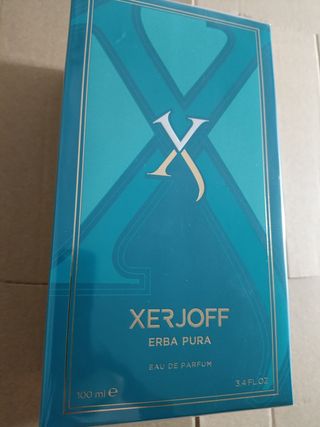 XERJOFF
ERBA PURA
EAU DE PARFUM
100 ml ℮ 3.4 FL.OZ